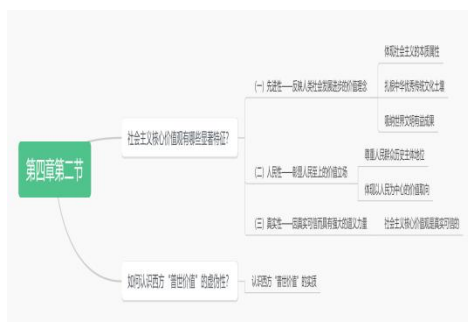 第四章第二节
社会主义核心价值观有哪些显著特征?
(一) 先进性——反映人类社会发展进步的价值理念
体现社会主义的本质属性
扎根中华优秀传统文化土壤
吸纳世界文明有益成果
(二) 人民性——彰显人民至上的价值立场
尊重人民群众历史主体地位
体现以人民为中心的价值取向
(三) 真实性——因真实可信而具有强大的道义力量
社会主义核心价值观是真实可信的
如何认识西方“普世价值”的虚伪性?
认识西方“普世价值”的实质